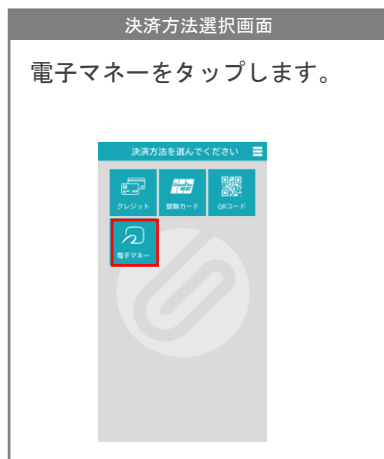 決済方法選択画面
電子マネーをタップします。
決済方法を選んでください
クレジット
銀聯カード
QRコード
電子マネー